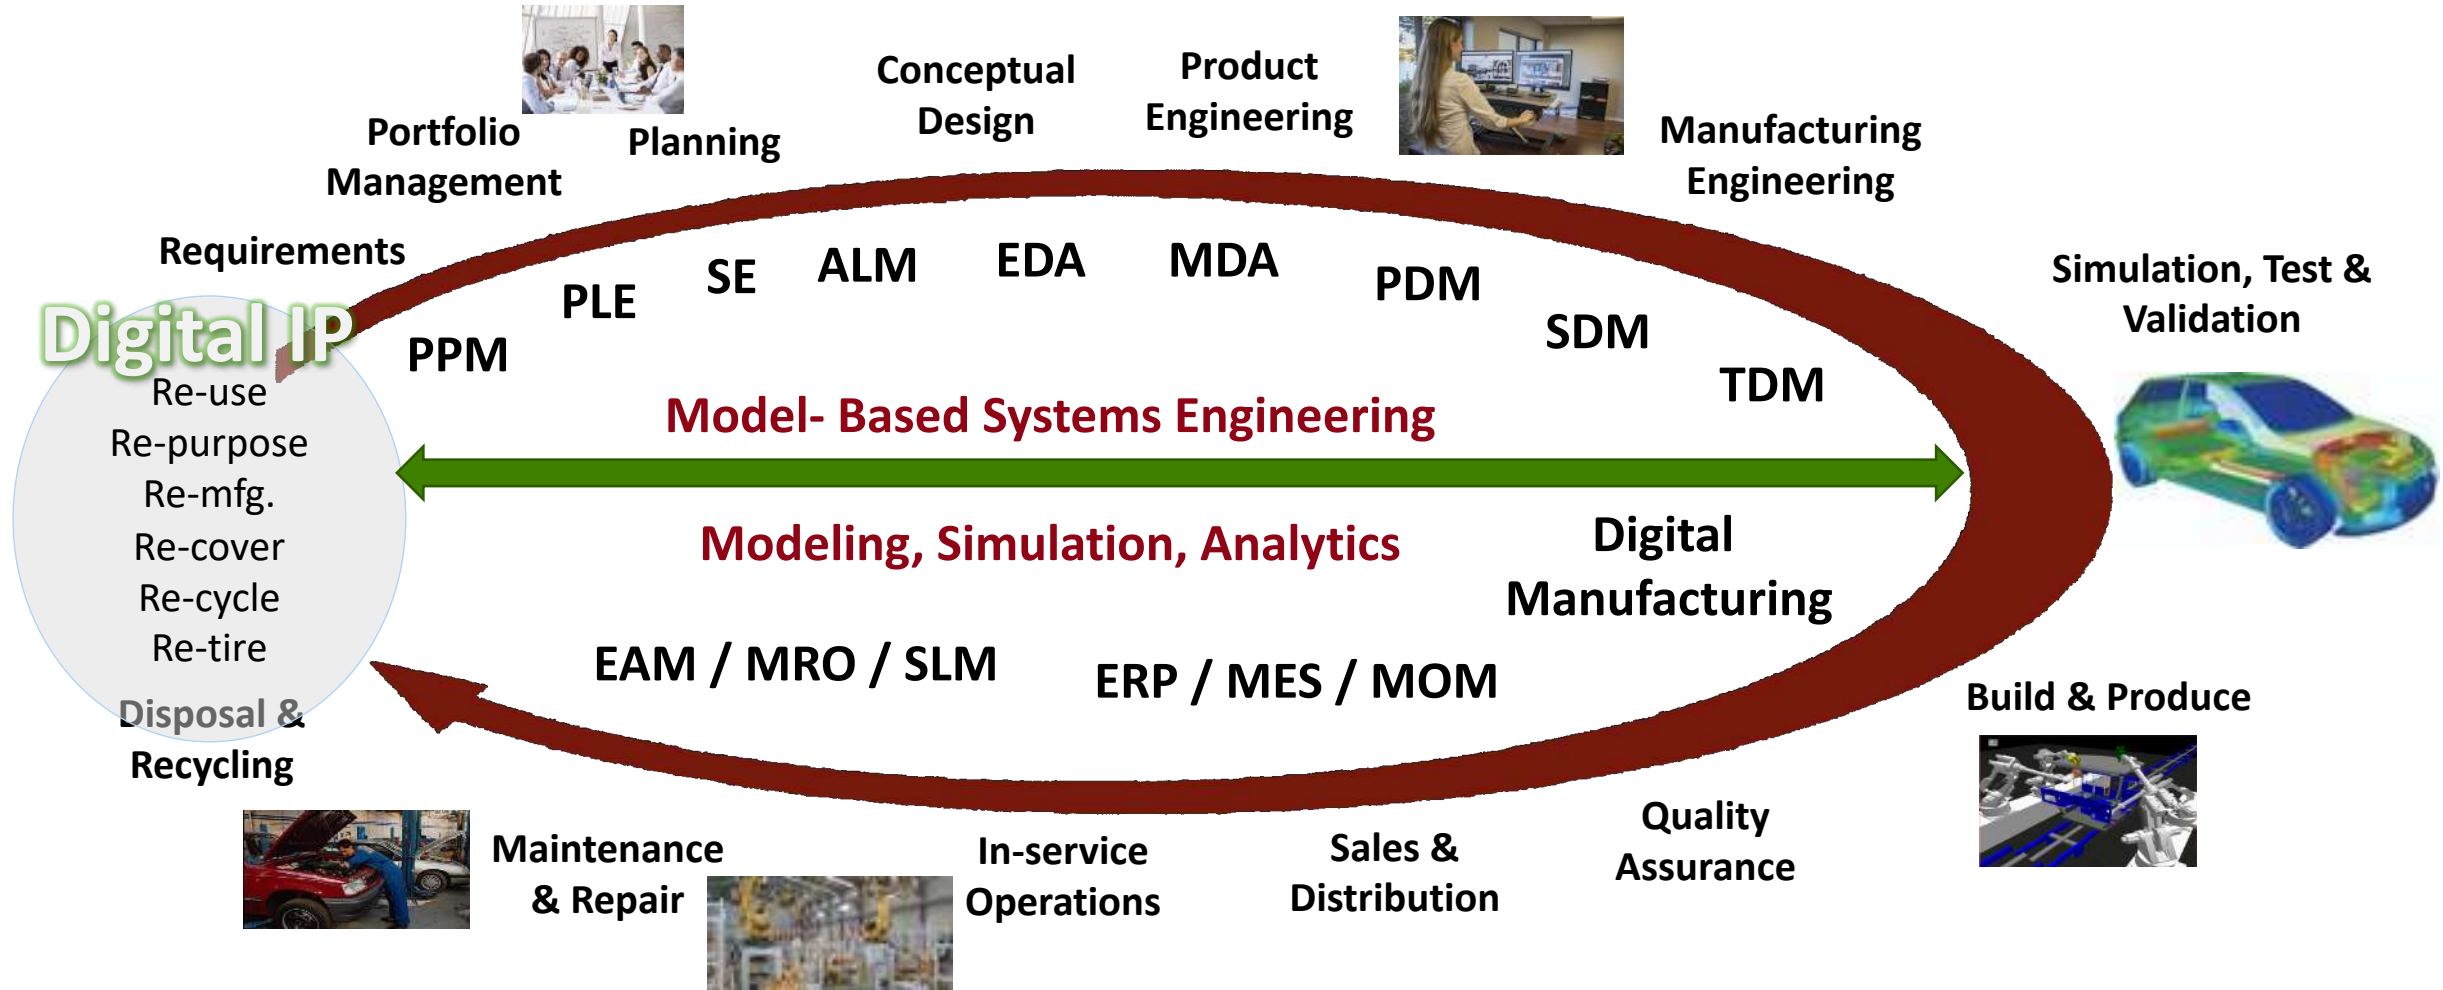 Conceptual
Design
Product
Engineering
Portfolio
Management
Planning
Manufacturing
Engineering
Requirements
Simulation, Test &
Validation
PPM
PLE
SE
ALM
EDA
MDA
PDM
SDM
TDM
Digital IP
Re-use
Re-purpose
Re-mfg.
Re-cover
Re-cycle
Re-tire
Disposal &
Recycling
Model- Based Systems Engineering
Modeling, Simulation, Analytics
Digital
Manufacturing
EAM / MRO / SLM
ERP / MES / MOM
Build & Produce
Quality
Assurance
Sales &
Distribution
In-service
Operations
Maintenance
& Repair